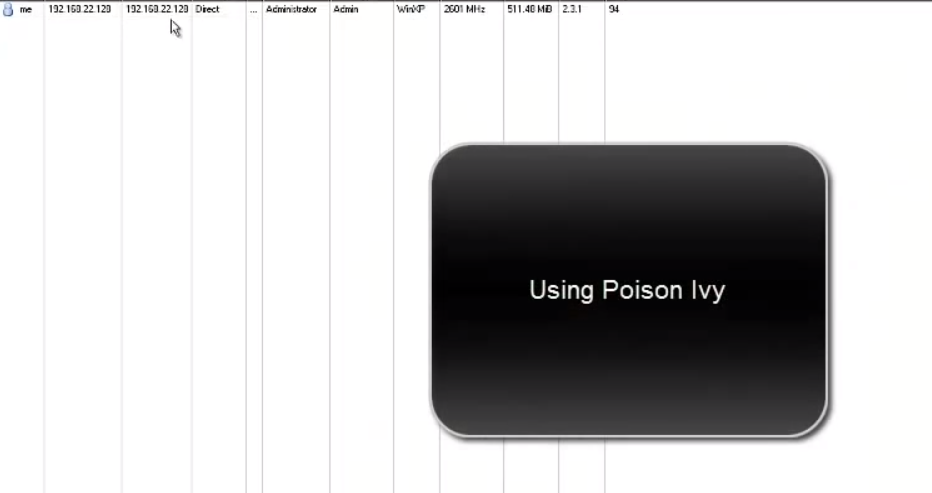 me 192.168.22.128 192.168.22.128 Direct ... Administrator Admin WinXP 2601 MHz 511.48 MiB 2.3.1 94
Using Poison Ivy